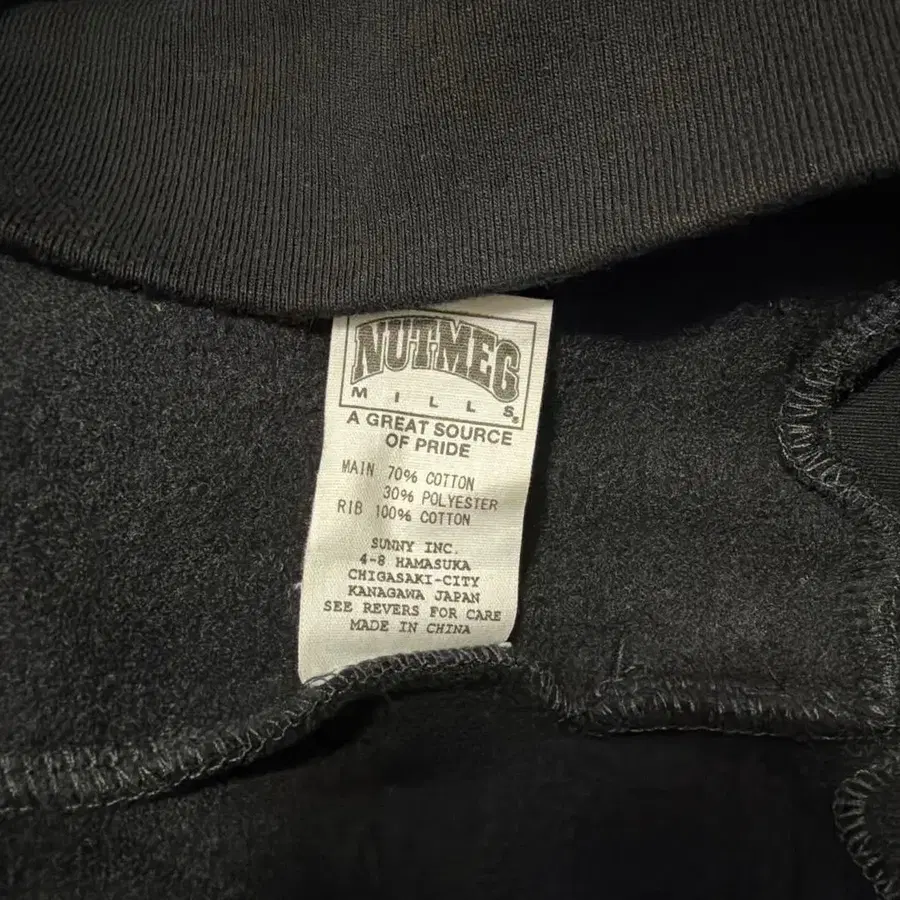 NUTMEG
MILLS®
A GREAT SOURCE
OF PRIDE
MAIN 70% COTTON
30% POLYESTER
RIB 100% COTTON
SUNNY INC.
4-8 HAMASUKA
CHIGASAKI-CITY
KANAGAWA JAPAN
SEE REVERS FOR CARE
MADE IN CHINA